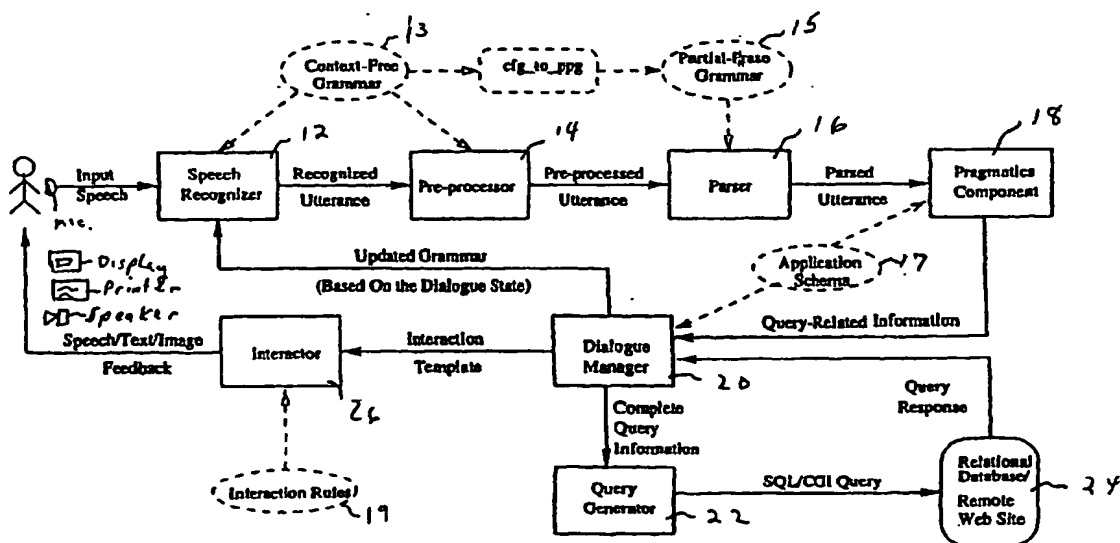 13
15
Context-Free
Grammar
cfg_to_ppg
Partial-Prase
Grammar
12
14
16
18
Input
Speech
Speech
Recognizer
Recognized
Utterance
Pre-processor
Pre-processed
Utterance
Parser
Parsed
Utterance
Pragmatics
Component
mic.
Display
Printer
Speaker
Updated Grammar
(Based On the Dialogue State)
Application
Schema
17
Speech/Text/Image
Feedback
Interactor
26
Interaction
Template
Dialogue
Manager
20
Query-Related Information
Query
Response
Complete
Query
Information
Interaction Rules
19
Query
Generator
22
SQL/CGI Query
Relational
Database/
Remote
Web Site
24